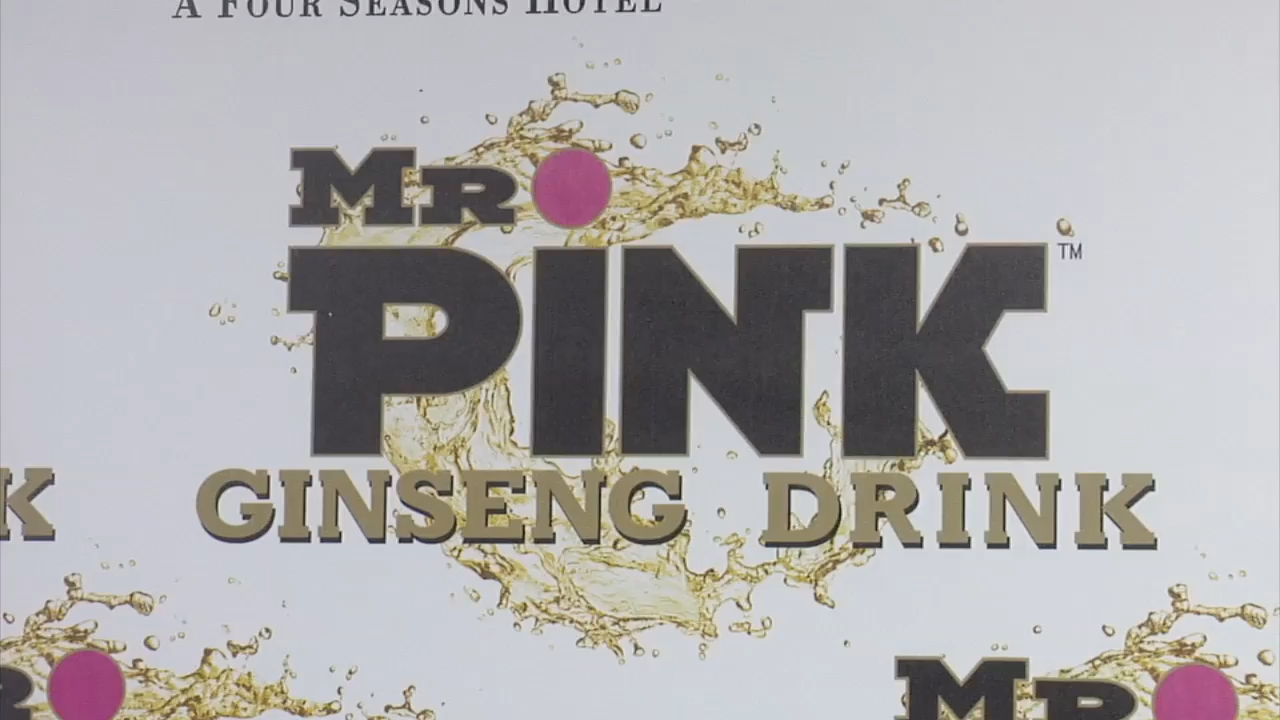 A FOUR SEASONS HOTEL
MR
PINK™
GINSENG DRINK
K
MR